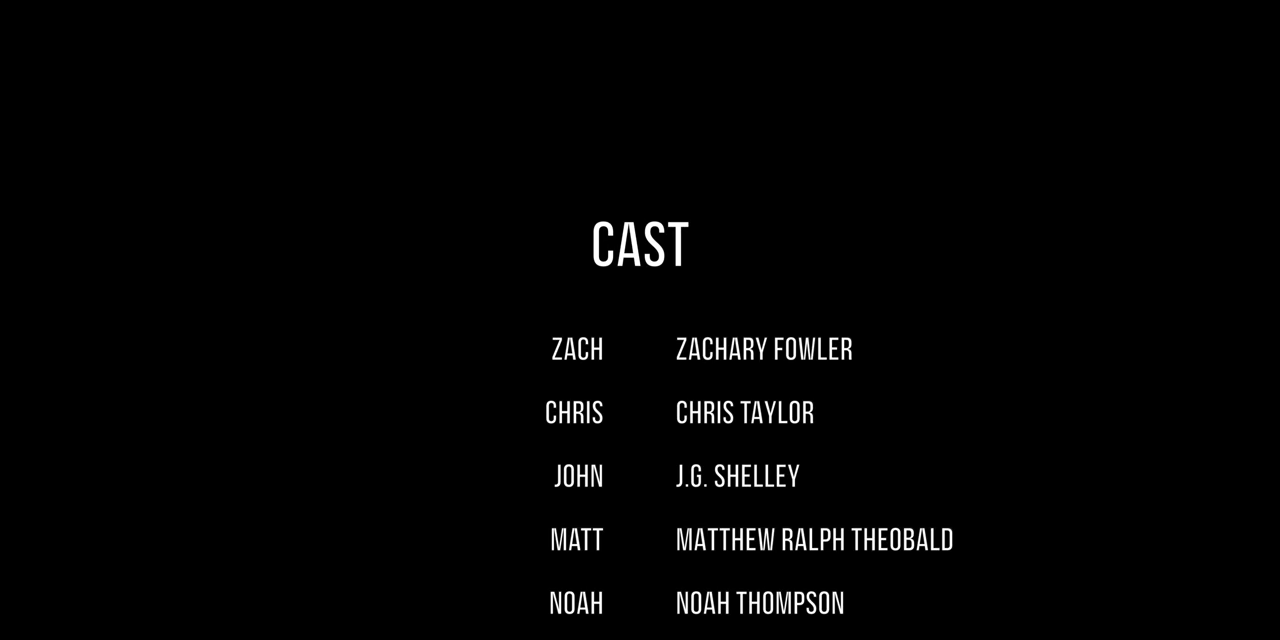 CAST
ZACH ZACHARY FOWLER
CHRIS CHRIS TAYLOR
JOHN J.G. SHELLEY
MATT MATTHEW RALPH THEOBALD
NOAH NOAH THOMPSON